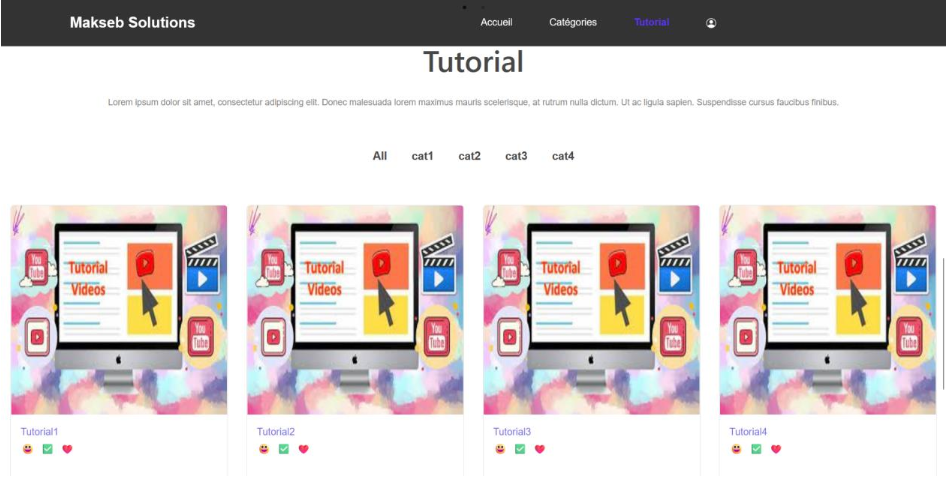 Makseb Solutions
Accueil Catégories Tutorial
Tutorial
Lorem ipsum dolor sit amet, consectetur adipiscing elit. Donec malesuada lorem maximus mauris scelerisque, at rutrum nulla dictum. Ut ac ligula sapien. Suspendisse cursus faucibus finibus.
All cat1 cat2 cat3 cat4
You Tube
Tutorial Videos
You Tube
You Tube
Tutorial Videos
You Tube
You Tube
Tutorial Videos
You Tube
You Tube
Tutorial Videos
You Tube
Tutorial1 Tutorial2 Tutorial3 Tutorial4